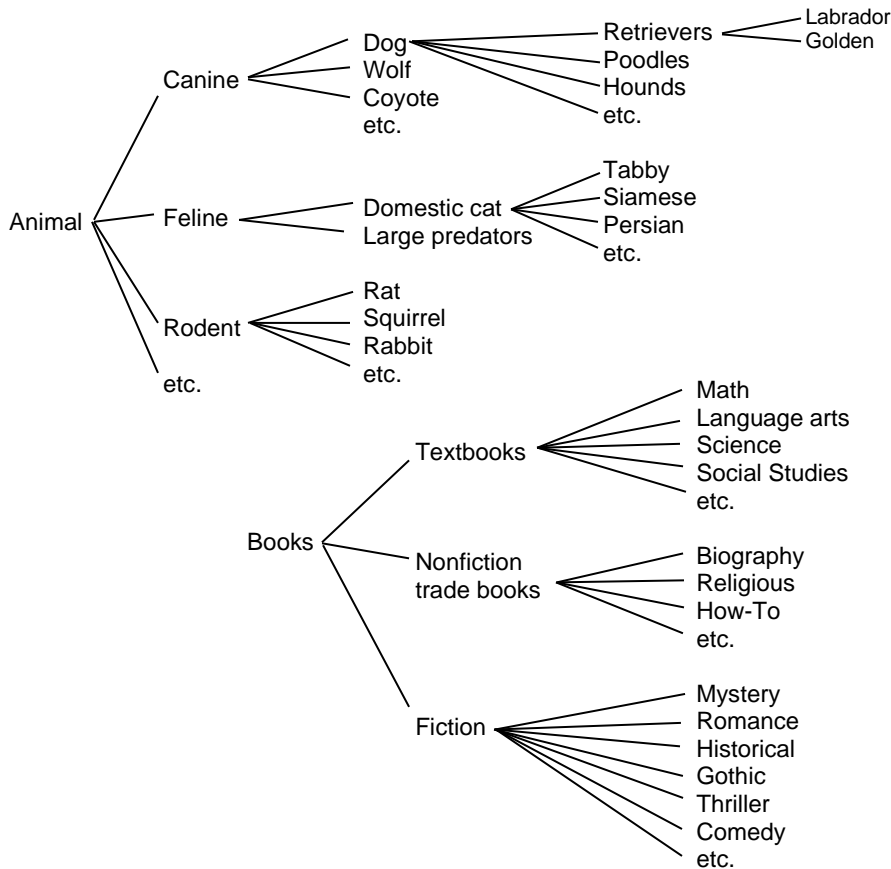 Animal
Canine
Dog
Wolf
Coyote
etc.
Retrievers
Poodles
Hounds
etc.
Labrador
Golden
Feline
Domestic cat
Large predators
Tabby
Siamese
Persian
etc.
Rodent
Rat
Squirrel
Rabbit
etc.
etc.
Books
Textbooks
Math
Language arts
Science
Social Studies
etc.
Nonfiction
trade books
Biography
Religious
How-To
etc.
Fiction
Mystery
Romance
Historical
Gothic
Thriller
Comedy
etc.